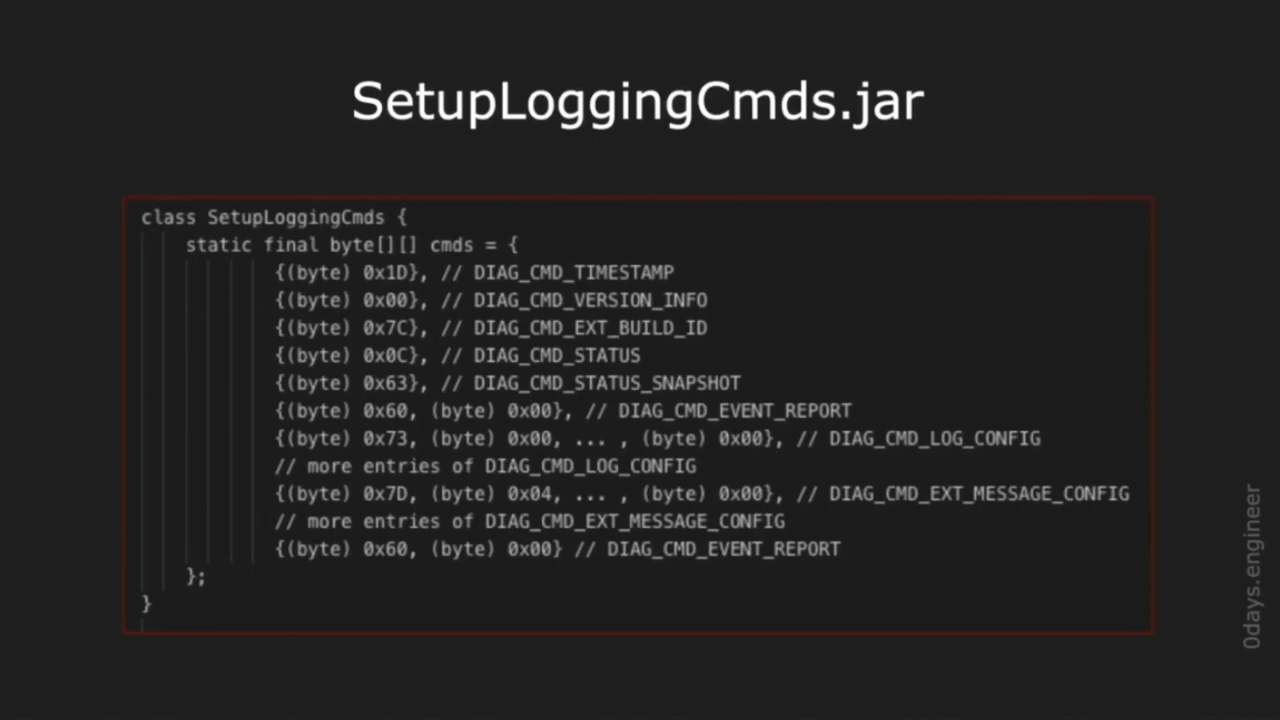 SetupLoggingCmds.jar
class SetupLoggingCmds {
static final byte[][] cmds = {
{(byte) 0x1D}, // DIAG_CMD_TIMESTAMP
{(byte) 0x00}, // DIAG_CMD_VERSION_INFO
{(byte) 0x7C}, // DIAG_CMD_EXT_BUILD_ID
{(byte) 0x0C}, // DIAG_CMD_STATUS
{(byte) 0x63}, // DIAG_CMD_STATUS_SNAPSHOT
{(byte) 0x60, (byte) 0x00}, // DIAG_CMD_EVENT_REPORT
{(byte) 0x73, (byte) 0x00, ... , (byte) 0x00}, // DIAG_CMD_LOG_CONFIG
// more entries of DIAG_CMD_LOG_CONFIG
{(byte) 0x7D, (byte) 0x04, ... , (byte) 0x00}, // DIAG_CMD_EXT_MESSAGE_CONFIG
// more entries of DIAG_CMD_EXT_MESSAGE_CONFIG
{(byte) 0x60, (byte) 0x00} // DIAG_CMD_EVENT_REPORT
};
}
0days.engineer